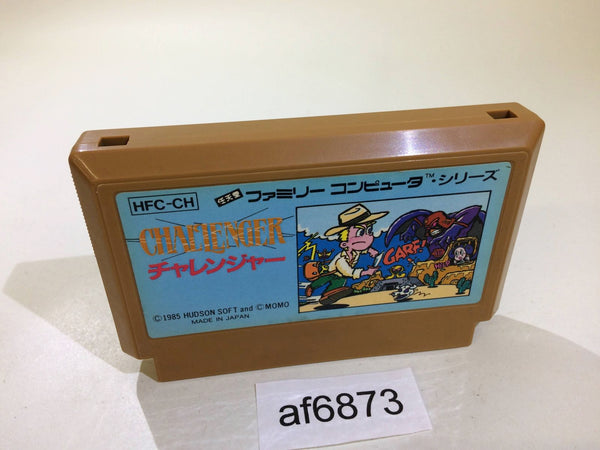 HFC-CH
任天堂 ファミリー コンピュータ™・シリーズ
CHALLENGER
チャレンジャー
GARF!
©1985 HUDSON SOFT and ©MOMO
MADE IN JAPAN
af6873